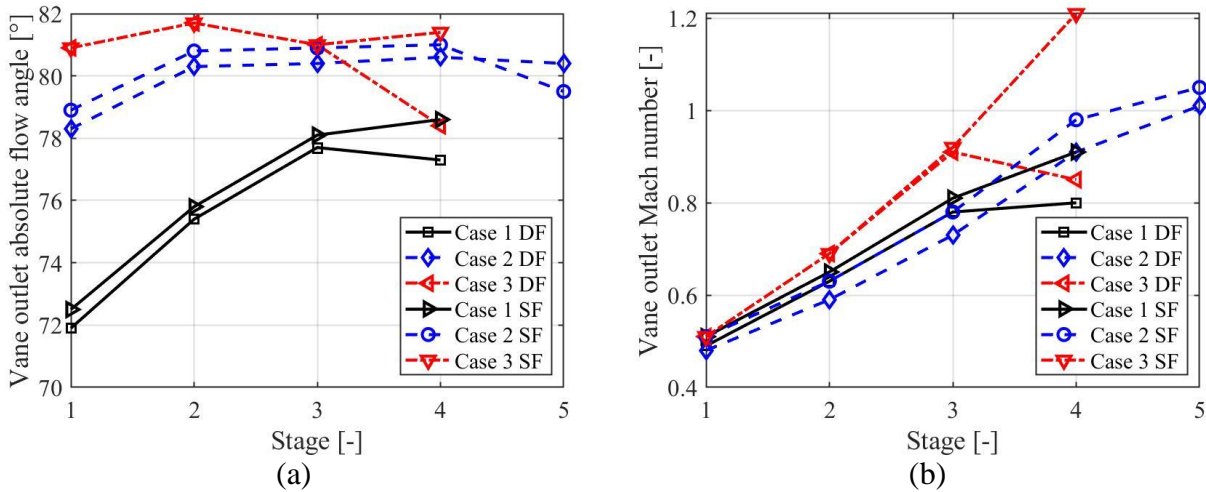 Vane outlet absolute flow angle [°]
82
80
78
76
74
72
70
1 2 3 4 5
Stage [-]
Case 1 DF
Case 2 DF
Case 3 DF
Case 1 SF
Case 2 SF
Case 3 SF
(a)
Vane outlet Mach number [-]
1.2
1
0.8
0.6
0.4
1 2 3 4 5
Stage [-]
Case 1 DF
Case 2 DF
Case 3 DF
Case 1 SF
Case 2 SF
Case 3 SF
(b)